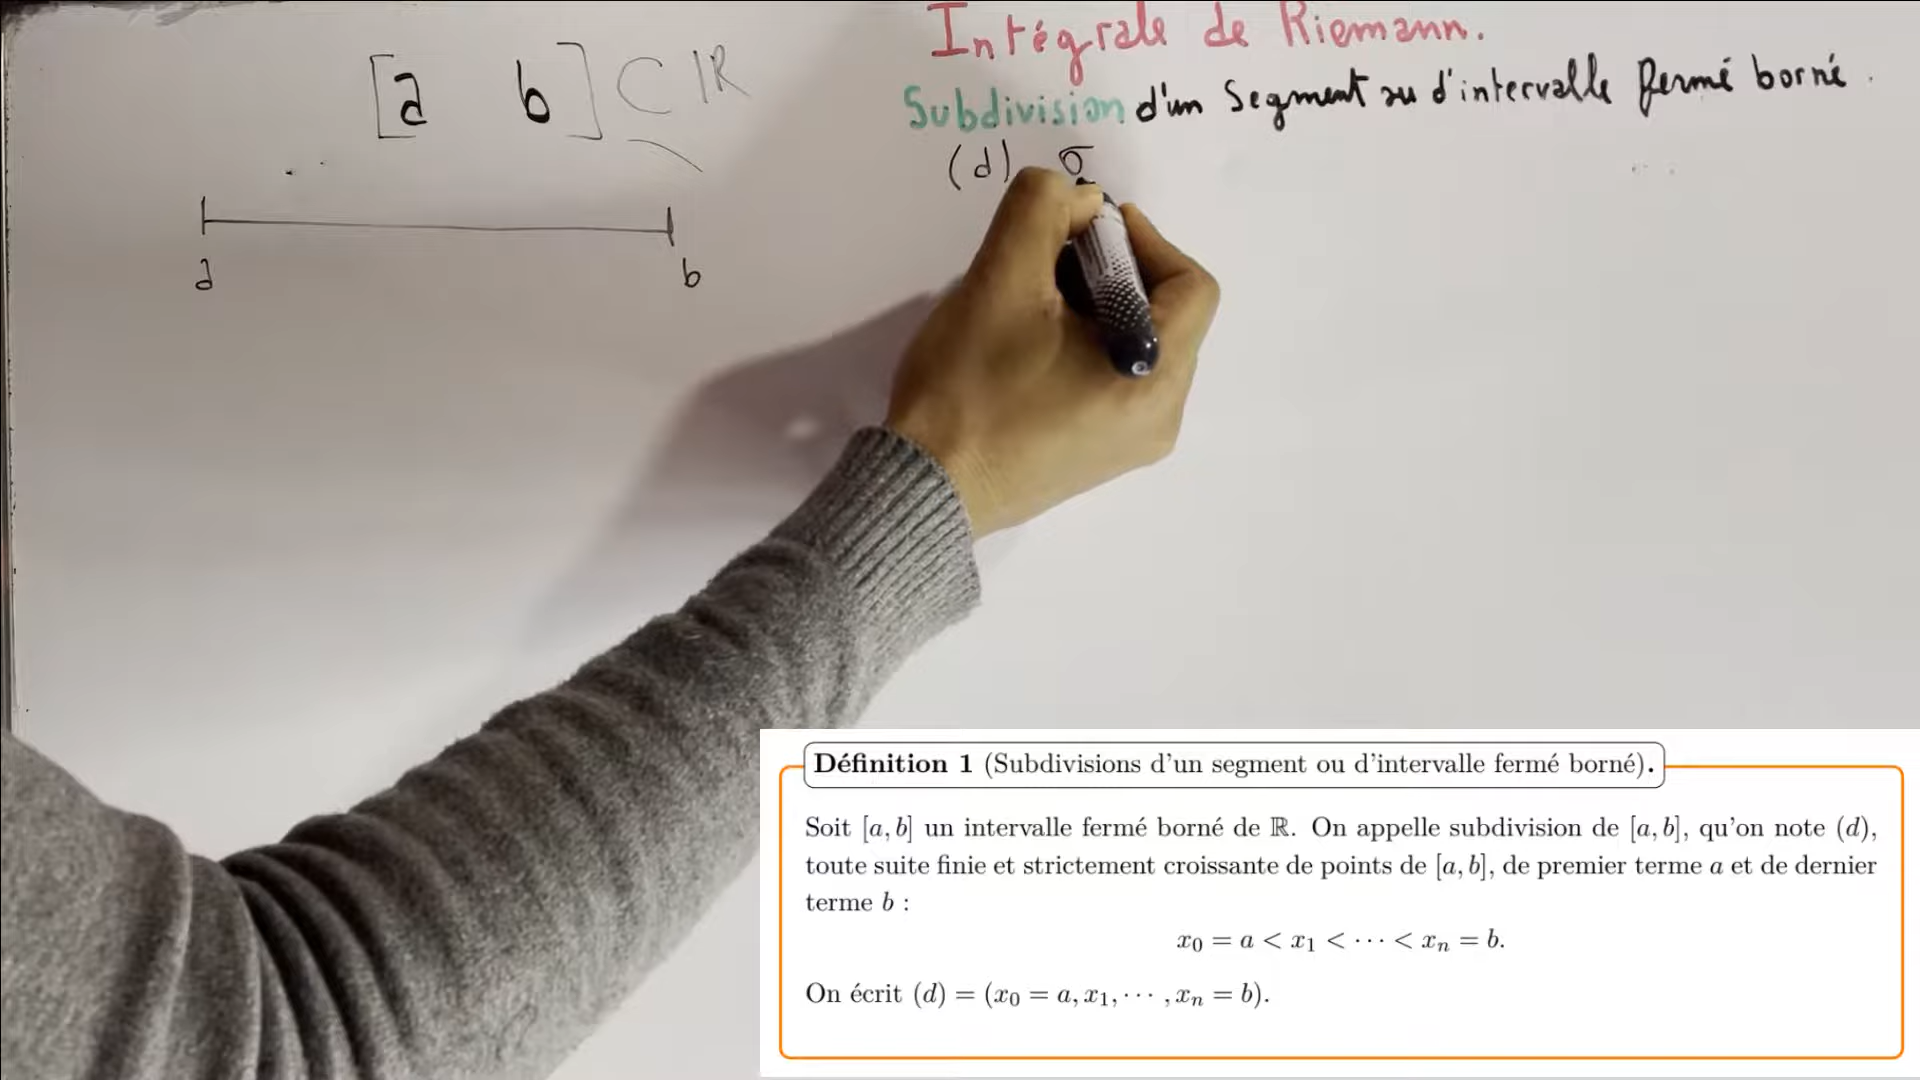 [a b] ⊂ ℝ
a b
Intégrale de Riemann.
Subdivision d'un segment ou d'intervalle fermé borné.
(d) σ
Définition 1 (Subdivisions d'un segment ou d'intervalle fermé borné).
Soit [a, b] un intervalle fermé borné de ℝ. On appelle subdivision de [a, b], qu'on note (d),
toute suite finie et strictement croissante de points de [a, b], de premier terme a et de dernier
terme b :
x₀ = a < x₁ < ··· < xₙ = b.
On écrit (d) = (x₀ = a, x₁, ··· , xₙ = b).